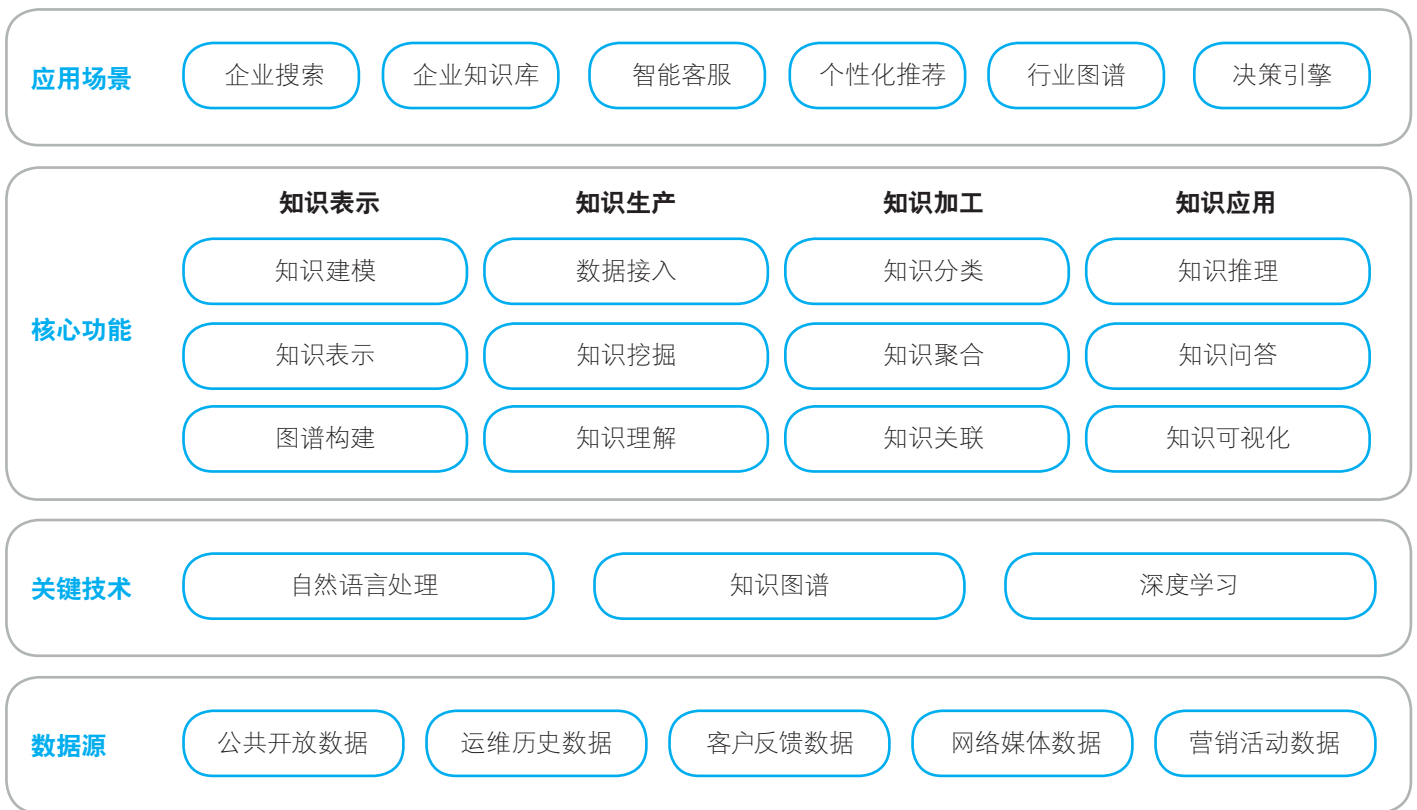 应用场景
企业搜索 企业知识库 智能客服 个性化推荐 行业图谱 决策引擎
知识表示 知识生产 知识加工 知识应用
知识建模 数据接入 知识分类 知识推理
核心功能
知识表示 知识挖掘 知识聚合 知识问答
图谱构建 知识理解 知识关联 知识可视化
关键技术
自然语言处理 知识图谱 深度学习
数据源
公共开放数据 运维历史数据 客户反馈数据 网络媒体数据 营销活动数据